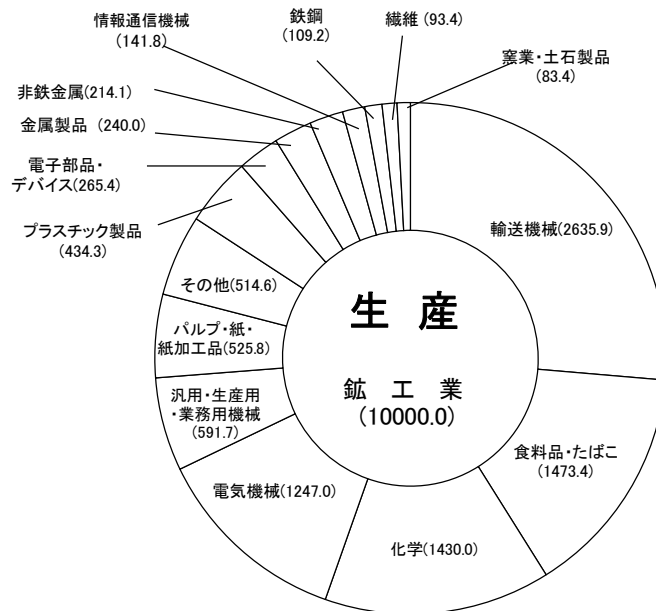 情報通信機械
(141.8)
鉄鋼
(109.2)
繊維(93.4)
窯業・土石製品
(83.4)
非鉄金属(214.1)
金属製品 (240.0)
電子部品・
デバイス(265.4)
プラスチック製品
(434.3)
その他(514.6)
パルプ・紙・
紙加工品(525.8)
汎用・生産用
・業務用機械
(591.7)
電気機械(1247.0)
化学(1430.0)
食料品・たばこ
(1473.4)
輸送機械(2635.9)
生 産
鉱 工 業
(10000.0)